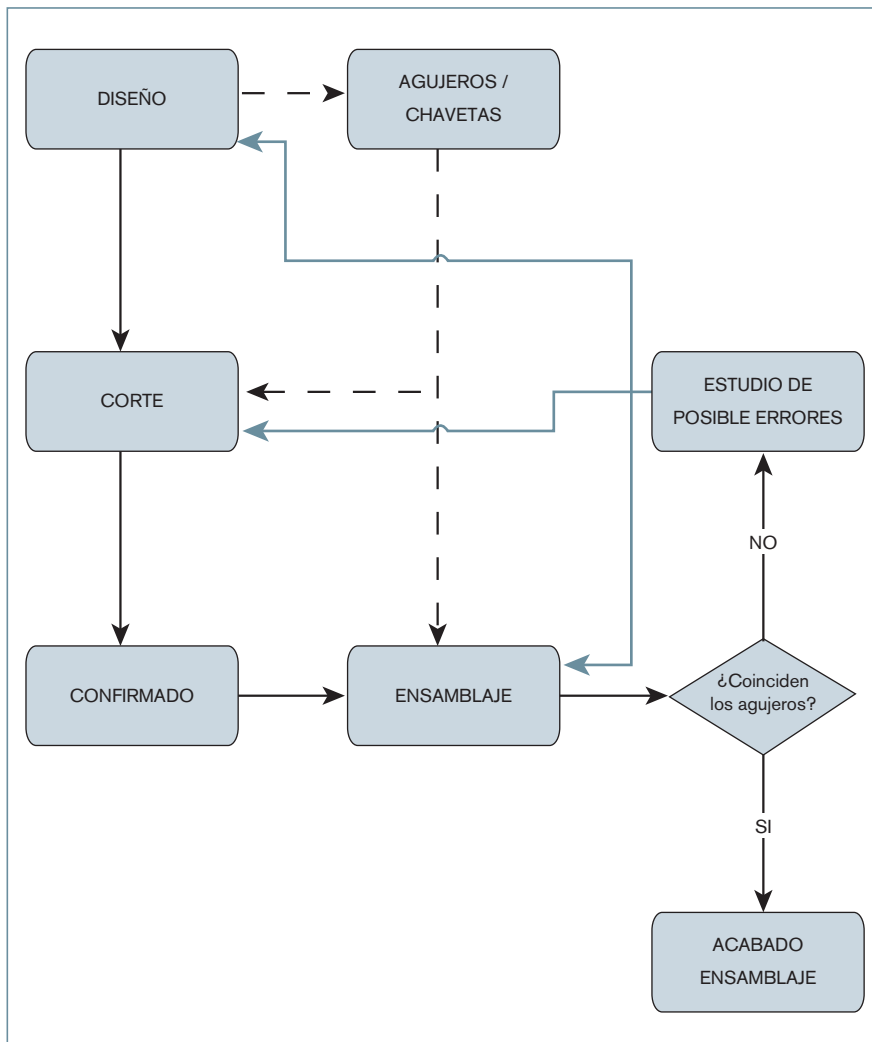 DISEÑO
AGUJEROS /
CHAVETAS
CORTE
ESTUDIO DE
POSIBLE ERRORES
NO
CONFIRMADO
ENSAMBLAJE
¿Coinciden
los agujeros?
SI
ACABADO
ENSAMBLAJE